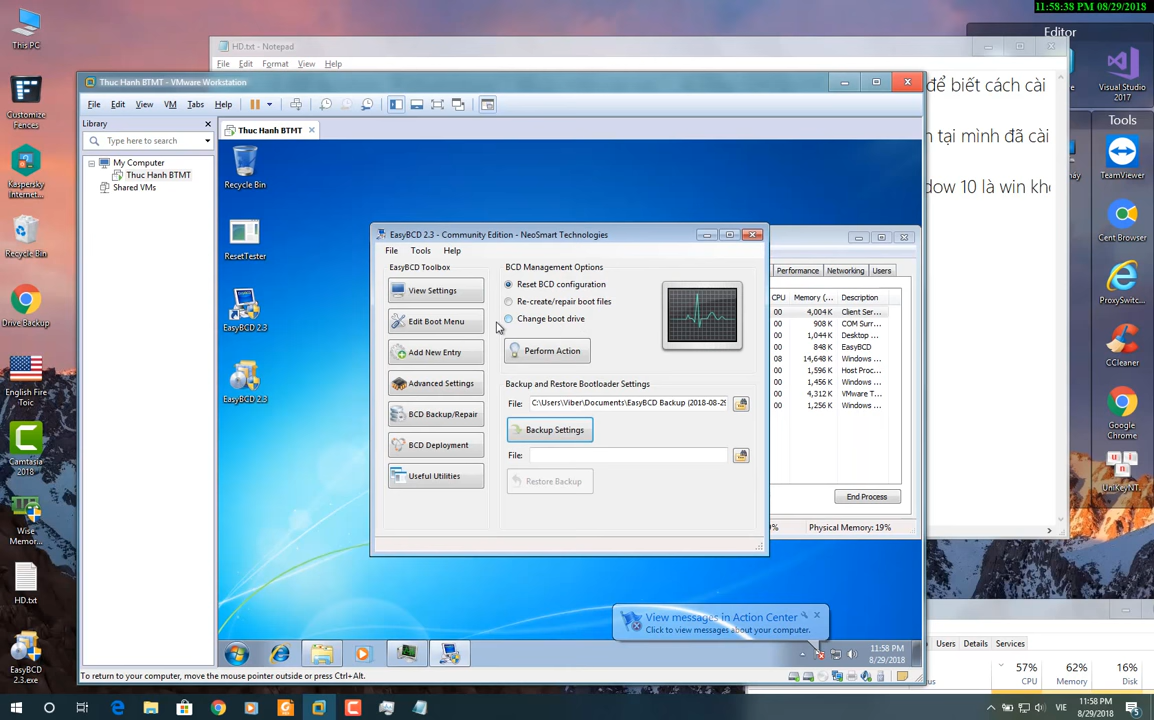 11:58:38 PM 08/29/2018
This PC
Customize
Fences
Kaspersky
Internet...
Recycle Bin
Drive Backup
English Fire
Toic
Camtasia
2018
Wise
Memor...
HD.txt
EasyBCD
2.3.exe
HD.txt - Notepad
File Edit Format View Help
để biết cách cài
n tại mình đã cài
dow 10 là win kh
Editor
Visual Studio
2017
Tools
TeamViewer
Cent Browser
ProxySwitc...
CCleaner
Google
Chrome
UniKeyNT.
Thuc Hanh BTMT - VMware Workstation
File Edit View VM Tabs Help
Library
Type here to search
My Computer
Thuc Hanh BTMT
Shared VMs
Thuc Hanh BTMT
Recycle Bin
ResetTester
EasyBCD 2.3
EasyBCD 2.3
EasyBCD 2.3 - Community Edition - NeoSmart Technologies
File Tools Help
EasyBCD Toolbox
View Settings
Edit Boot Menu
Add New Entry
Advanced Settings
BCD Backup/Repair
BCD Deployment
Useful Utilities
BCD Management Options
Reset BCD configuration
Re-create/repair boot files
Change boot drive
Perform Action
Backup and Restore Bootloader Settings
File: C:\Users\Viber\Documents\EasyBCD Backup (2018-08-29
Backup Settings
File:
Restore Backup
Performance Networking Users
CPU Memory (... Description
00 4,004 K Client Ser...
00 908 K COM Surr...
00 1,044 K Desktop ...
00 848 K EasyBCD
08 14,648 K Windows ...
00 1,596 K Host Proc...
00 1,456 K Windows ...
00 4,312 K VMware T...
00 1,256 K Windows ...
End Process
% Physical Memory: 19%
View messages in Action Center
Click to view messages about your computer.
11:58 PM
8/29/2018
To return to your computer, move the mouse pointer outside or press Ctrl+Alt.
Users Details Services
57% 62% 16%
CPU Memory Disk
VIE
11:58 PM
8/29/2018
5